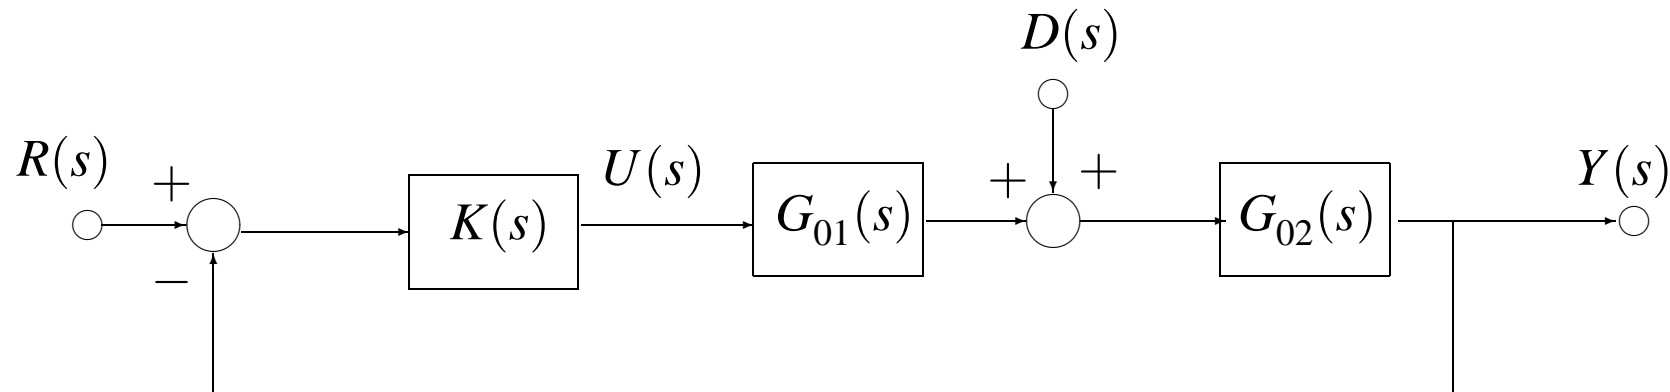 D(s)
R(s)
+
U(s)
+
+
Y(s)
K(s)
G01(s)
G02(s)
−